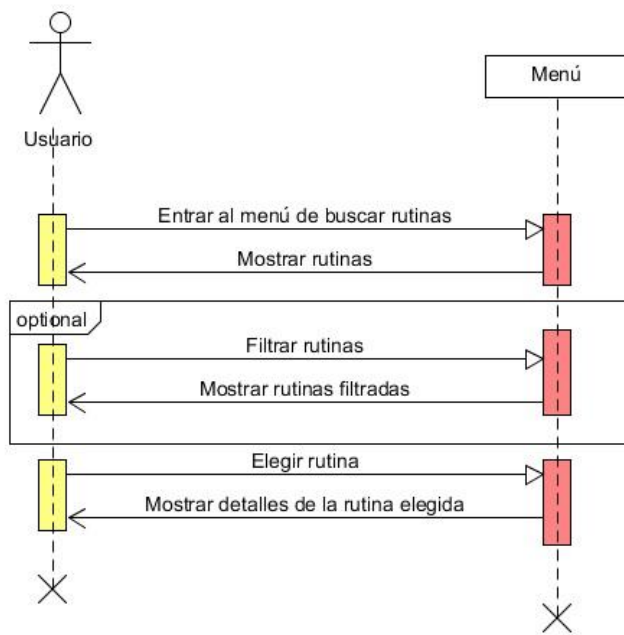 Menú
Usuario
Entrar al menú de buscar rutinas
Mostrar rutinas
optional
Filtrar rutinas
Mostrar rutinas filtradas
Elegir rutina
Mostrar detalles de la rutina elegida